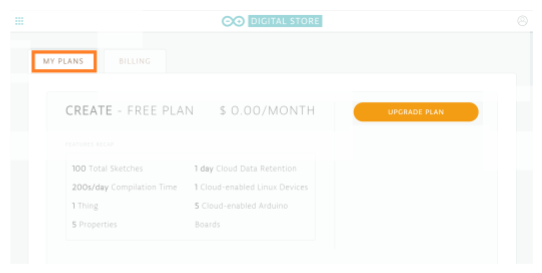 DIGITAL STORE
MY PLANS BILLING
CREATE - FREE PLAN $ 0.00/MONTH UPGRADE PLAN
100 Total Sketches 1 day Cloud Data Retention
200s/day Compilation Time 1 Cloud-enabled Linux Devices
1 Thing 5 Cloud-enabled Arduino
5 Properties Boards